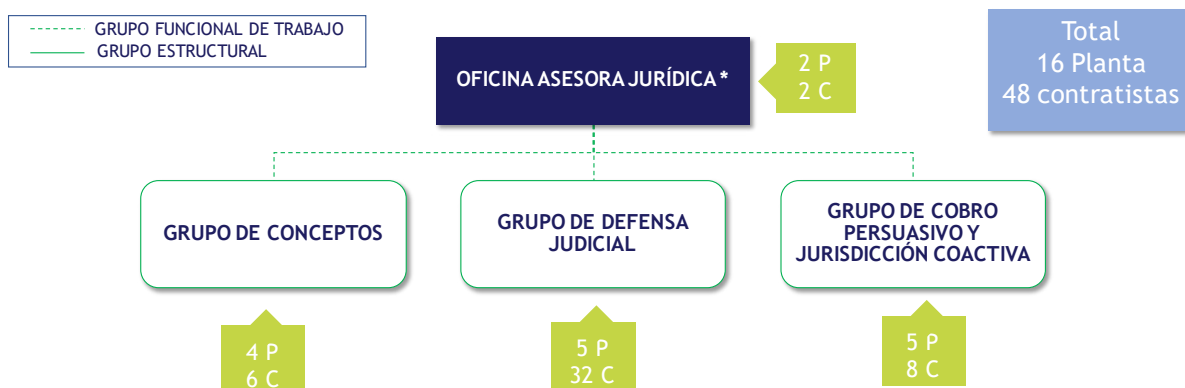 GRUPO FUNCIONAL DE TRABAJO
GRUPO ESTRUCTURAL
OFICINA ASESORA JURÍDICA *
2 P
2 C
Total
16 Planta
48 contratistas
GRUPO DE CONCEPTOS
GRUPO DE DEFENSA
JUDICIAL
GRUPO DE COBRO
PERSUASIVO Y
JURISDICCIÓN COACTIVA
4 P
6 C
5 P
32 C
5 P
8 C